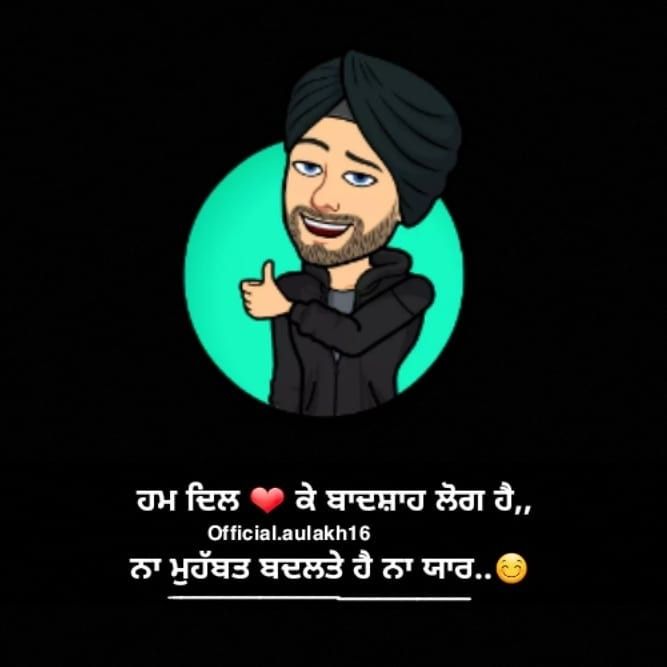 ਹਮ ਦਿਲ ❤ ਕੇ ਬਾਦਸ਼ਾਹ ਲੋਗ ਹੈ,,
Official.aulakh16
ਨਾ ਮੁਹੱਬਤ ਬਦਲਤੇ ਹੈ ਨਾ ਯਾਰ..😊